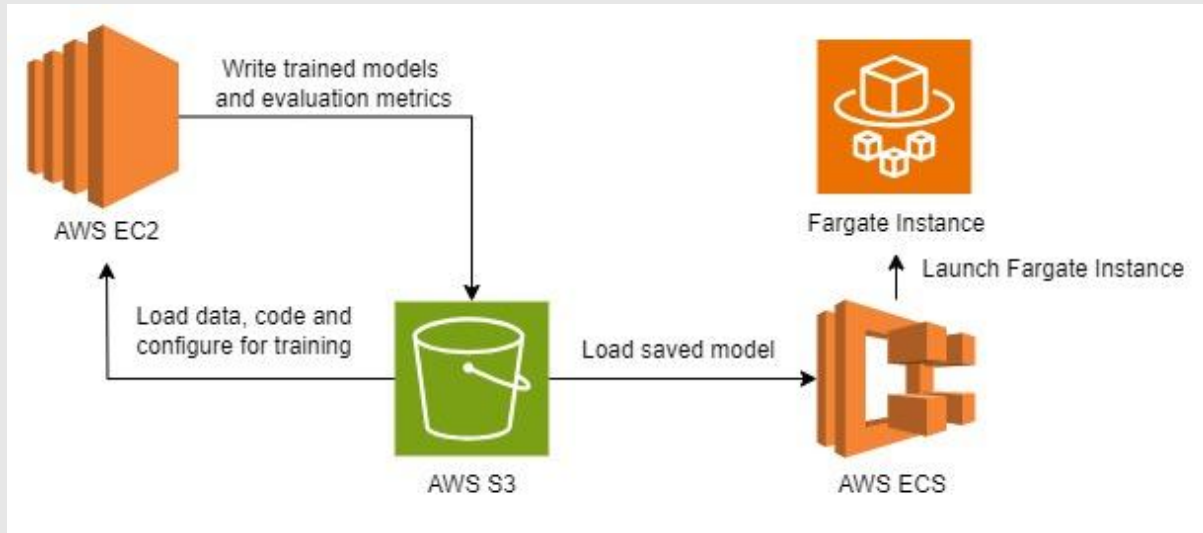 Write trained models
and evaluation metrics
AWS EC2
Fargate Instance
Launch Fargate Instance
Load data, code and
configure for training
Load saved model
AWS S3
AWS ECS